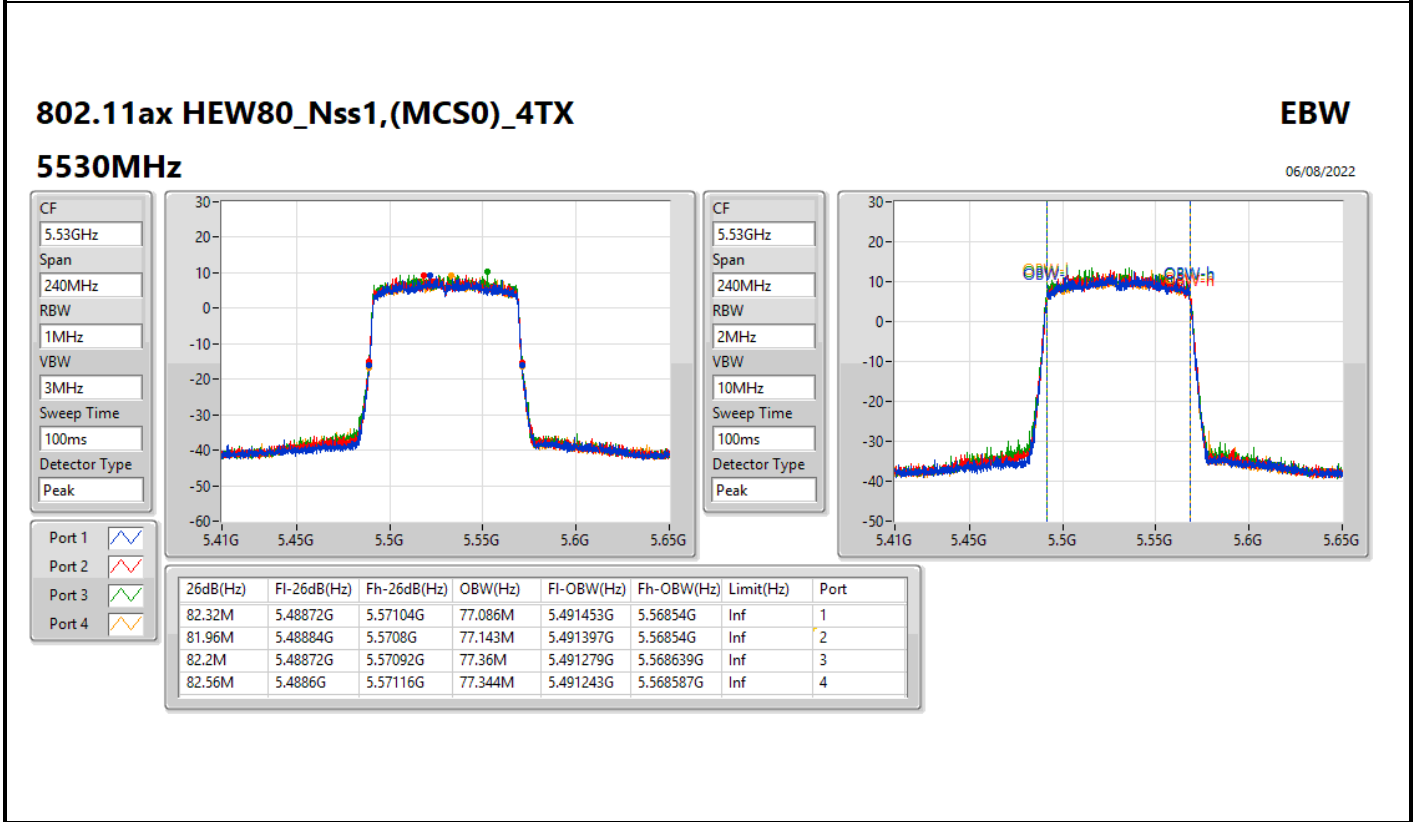 802.11ax HEW80_Nss1,(MCS0)_4TX
EBW
5530MHz
06/08/2022
CF
5.53GHz
Span
240MHz
RBW
1MHz
VBW
3MHz
Sweep Time
100ms
Detector Type
Peak
30
20
10
0
-10
-20
-30
-40
-50
-60
5.41G 5.45G 5.5G 5.55G 5.6G 5.65G
CF
5.53GHz
Span
240MHz
RBW
2MHz
VBW
10MHz
Sweep Time
100ms
Detector Type
Peak
30
20
10
0
-10
-20
-30
-40
-50
OBW-l OBW-h
5.41G 5.45G 5.5G 5.55G 5.6G 5.65G
Port 1
Port 2
Port 3
Port 4
26dB(Hz) Fl-26dB(Hz) Fh-26dB(Hz) OBW(Hz) Fl-OBW(Hz) Fh-OBW(Hz) Limit(Hz) Port
82.32M 5.48872G 5.57104G 77.086M 5.491453G 5.56854G Inf 1
81.96M 5.48884G 5.5708G 77.143M 5.491397G 5.56854G Inf 2
82.2M 5.48872G 5.57092G 77.36M 5.491279G 5.568639G Inf 3
82.56M 5.4886G 5.57116G 77.344M 5.491243G 5.568587G Inf 4